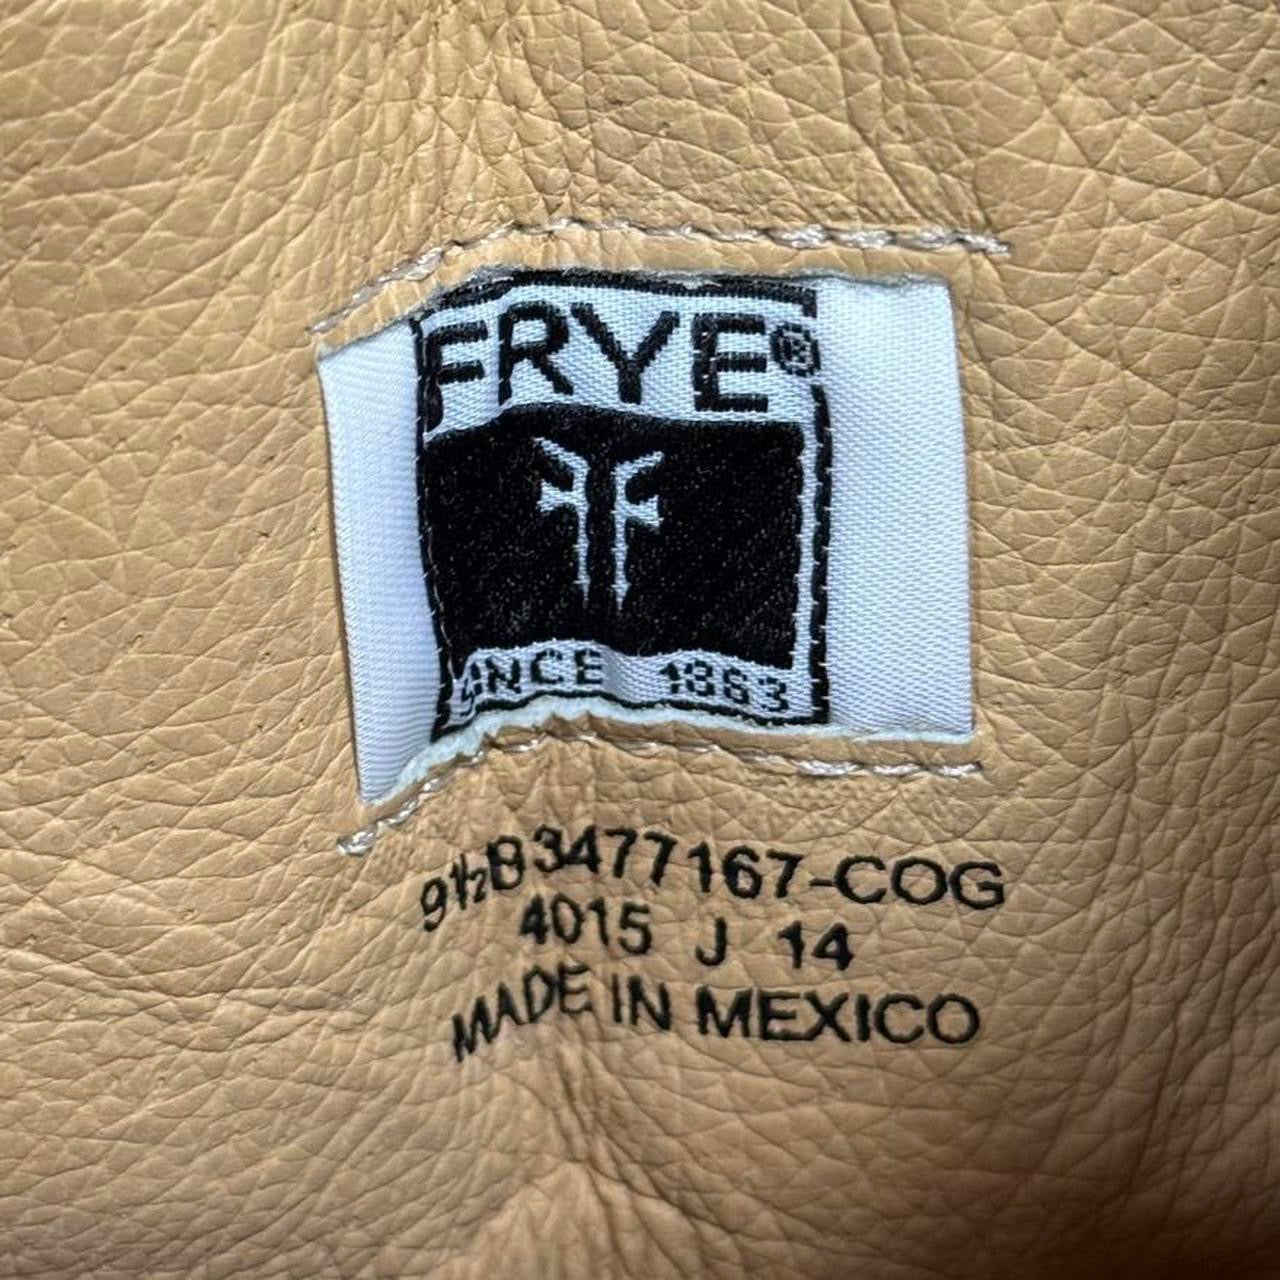 FRYE®
SINCE 1863
9½B 3477167-COG
4015 J 14
MADE IN MEXICO